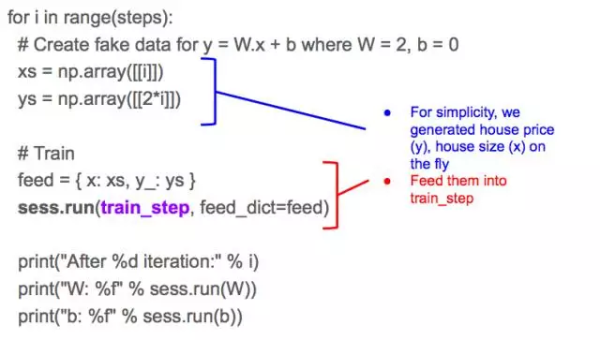 for i in range(steps):
# Create fake data for y = W.x + b where W = 2, b = 0
xs = np.array([[i]])
ys = np.array([[2*i]])
# Train
feed = { x: xs, y_: ys }
sess.run(train_step, feed_dict=feed)
print("After %d iteration:" % i)
print("W: %f" % sess.run(W))
print("b: %f" % sess.run(b))
• For simplicity, we
generated house price
(y), house size (x) on
the fly
• Feed them into
train_step